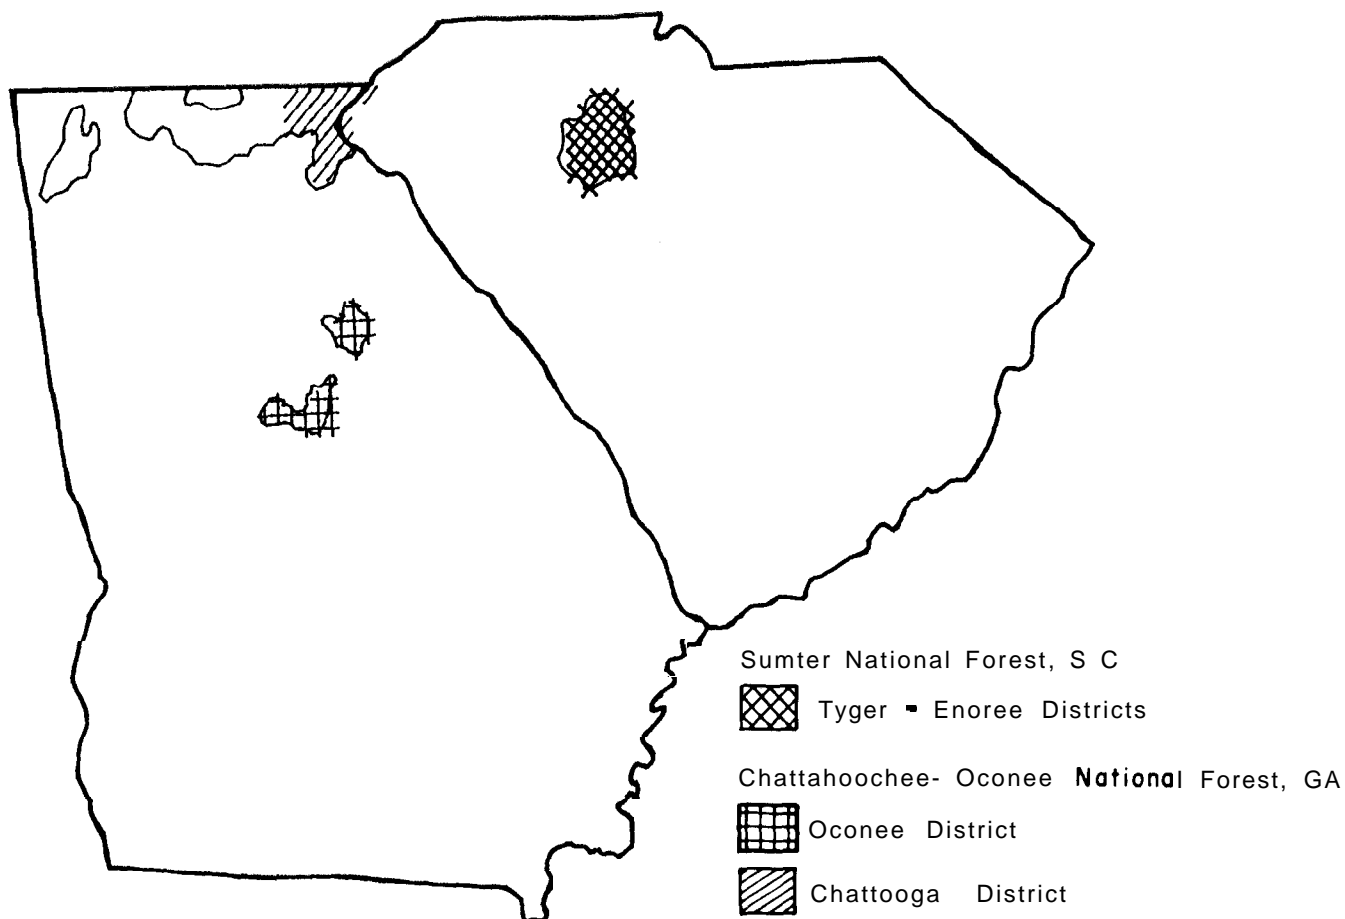 Sumter National Forest, S C
Tyger - Enoree Districts
Chattahoochee- Oconee National Forest, GA
Oconee District
Chattooga District